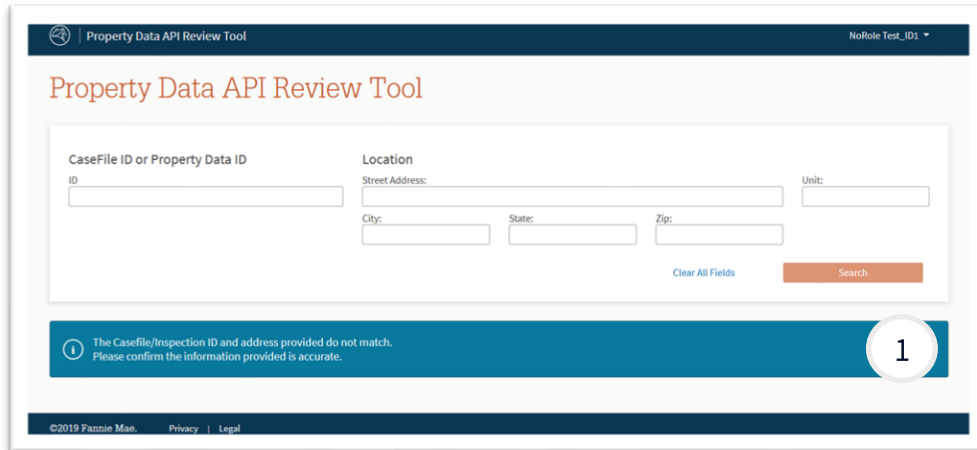 Property Data API Review Tool
NoRole Test_ID1
Property Data API Review Tool
CaseFile ID or Property Data ID
Location
ID
Street Address:
Unit:
City:
State:
Zip:
Clear All Fields
Search
The Casefile/Inspection ID and address provided do not match.
Please confirm the information provided is accurate.
1
©2019 Fannie Mae.
Privacy | Legal